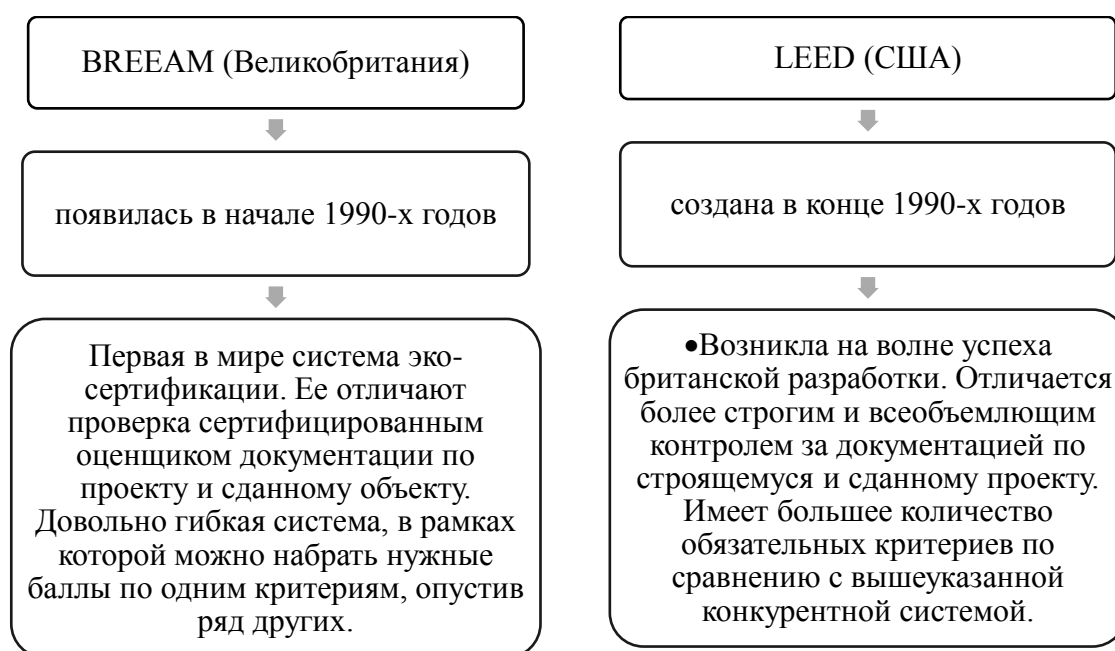 BREEAM (Великобритания)
появилась в начале 1990-х годов
Первая в мире система эко-
сертификации. Ее отличают
проверка сертифицированным
оценщиком документации по
проекту и сданному объекту.
Довольно гибкая система, в рамках
которой можно набрать нужные
баллы по одним критериям, опустив
ряд других.
LEED (США)
создана в конце 1990-х годов
•Возникла на волне успеха
британской разработки. Отличается
более строгим и всеобъемлющим
контролем за документацией по
строящемуся и сданному проекту.
Имеет большее количество
обязательных критериев по
сравнению с вышеуказанной
конкурентной системой.